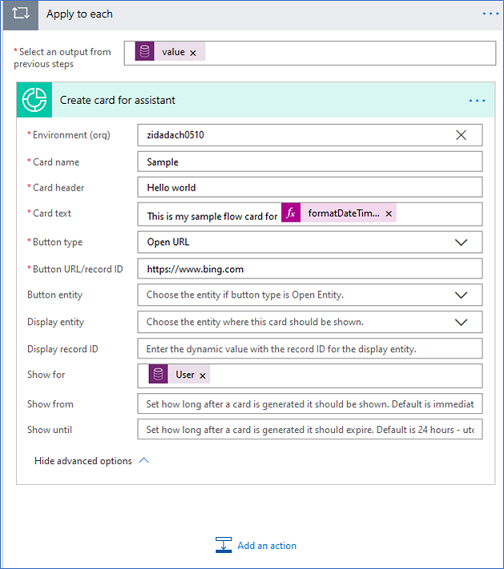 Apply to each
* Select an output from
previous steps
value ×
Create card for assistant
* Environment (org)
zidadach0510
* Card name
Sample
* Card header
Hello world
* Card text
This is my sample flow card for fx formatDateTim... ×
* Button type
Open URL
* Button URL/record ID
https://www.bing.com
Button entity
Choose the entity if button type is Open Entity.
Display entity
Choose the entity where this card should be shown.
Display record ID
Enter the dynamic value with the record ID for the display entity.
Show for
User ×
Show from
Set how long after a card is generated it should be shown. Default is immediat
Show until
Set how long after a card is generated it should expire. Default is 24 hours - utc
Hide advanced options
Add an action